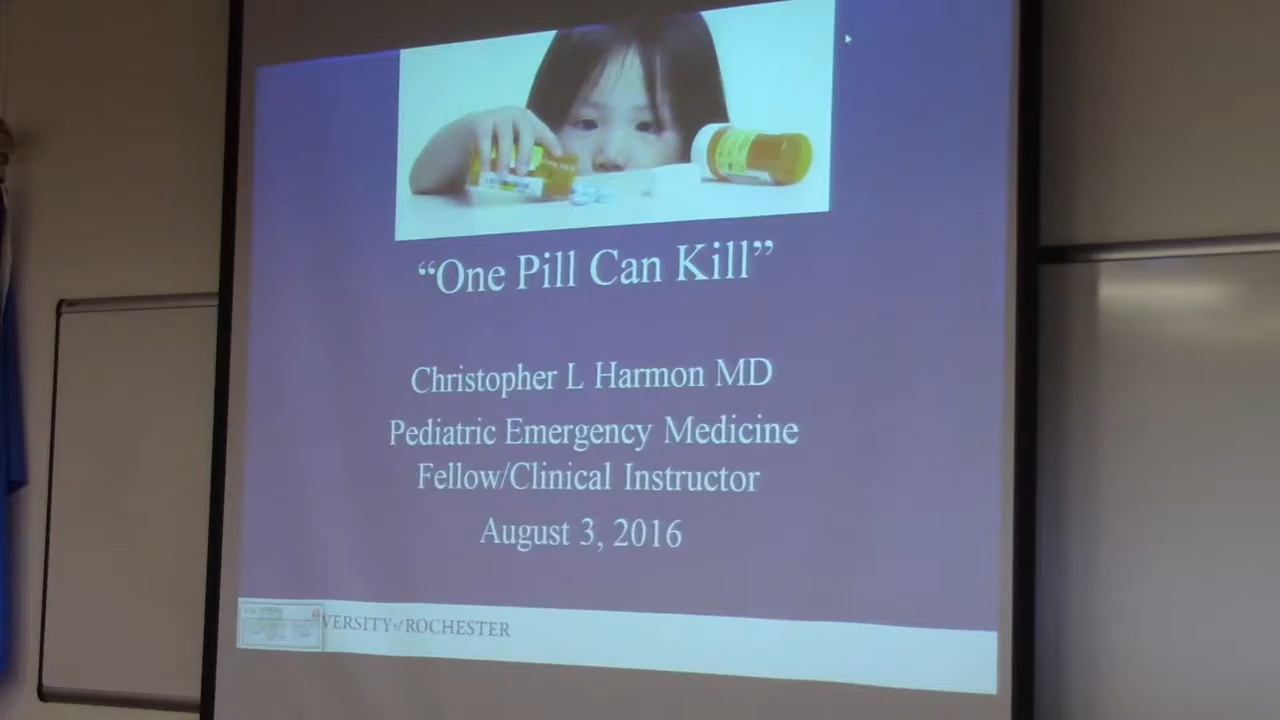 “One Pill Can Kill”
Christopher L Harmon MD
Pediatric Emergency Medicine
Fellow/Clinical Instructor
August 3, 2016
VERSITY of ROCHESTER